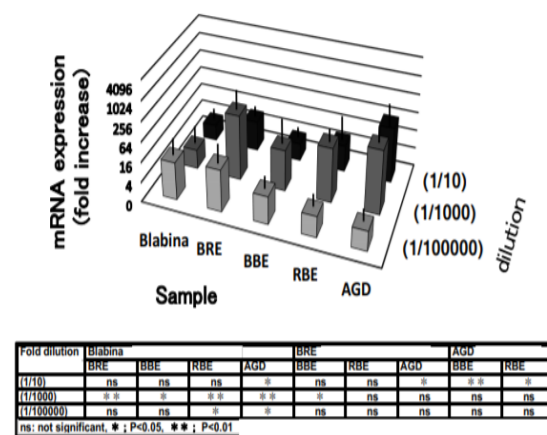 mRNA expression
(fold increase)
4096
1024
256
64
16
4
0
Blabina
BRE
BBE
RBE
AGD
(1/10)
(1/1000)
(1/100000)
dilution
Sample
Fold dilution Blabina BRE AGD
BRE BBE RBE AGD BBE RBE AGD BBE RBE
(1/10) ns ns ns * ns ns * ** *
(1/1000) ** * ** ** * ns ns ns ns
(1/100000) ns ns * * ns ns ns ns ns
ns: not significant, * ; P<0.05, ** ; P<0.01